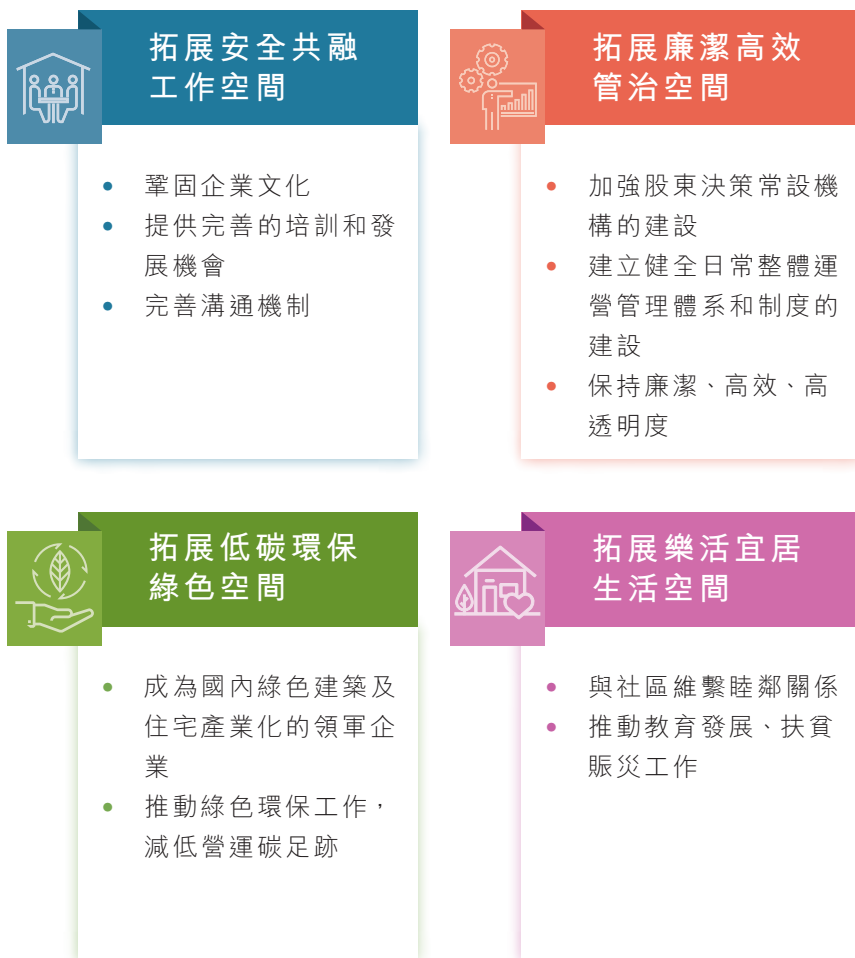 拓展安全共融
工作空間
鞏固企業文化
提供完善的培訓和發
展機會
完善溝通機制
拓展廉潔高效
管治空間
加強股東決策常設機
構的建設
建立健全日常整體運
營管理體系和制度的
建設
保持廉潔、高效、高
透明度
拓展低碳環保
綠色空間
成為國內綠色建築及
住宅產業化的領軍企
業
推動綠色環保工作，
減低營運碳足跡
拓展樂活宜居
生活空間
與社區維繫睦鄰關係
推動教育發展、扶貧
賑災工作